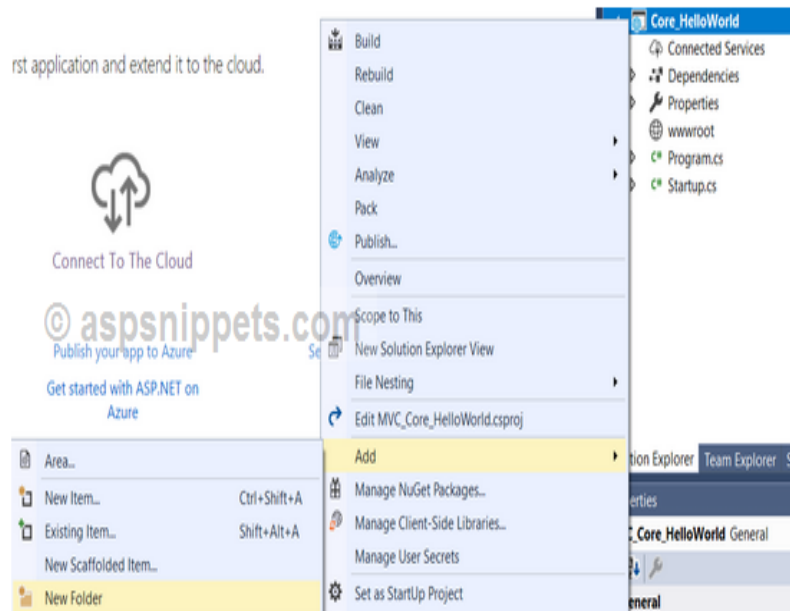 rst application and extend it to the cloud.
Connect To The Cloud
© aspsnippets.com
Publish your app to Azure
Se
Get started with ASP.NET on
Azure
Build
Rebuild
Clean
View
Analyze
Pack
Publish...
Overview
Scope to This
New Solution Explorer View
File Nesting
Edit MVC_Core_HelloWorld.csproj
Add
Manage NuGet Packages...
Manage Client-Side Libraries...
Manage User Secrets
Set as StartUp Project
Area...
New Item... Ctrl+Shift+A
Existing Item... Shift+Alt+A
New Scaffolded Item...
New Folder
Core_HelloWorld
Connected Services
Dependencies
Properties
wwwroot
C# Program.cs
C# Startup.cs
tion Explorer Team Explorer S
erties
C_Core_HelloWorld General
eneral